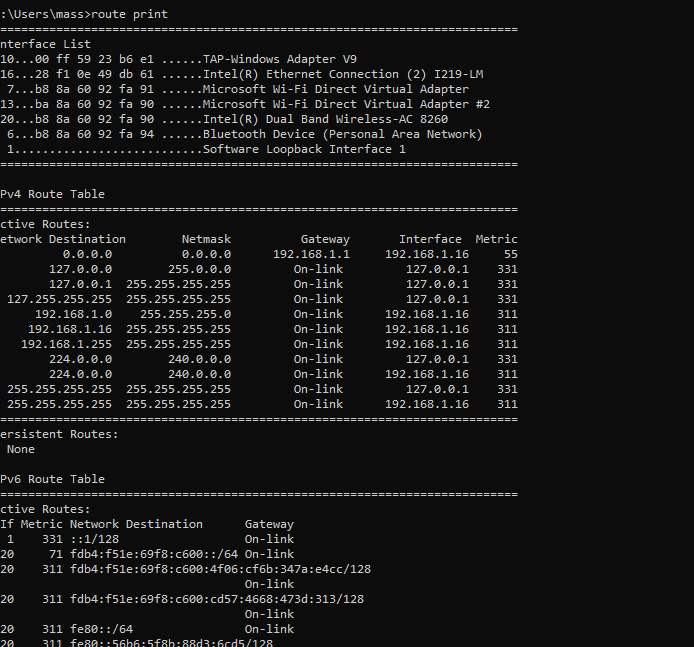 :\Users\mass>route print
===========================================================================
nterface List
10...00 ff 59 23 b6 e1 ......TAP-Windows Adapter V9
16...28 f1 0e 49 db 61 ......Intel(R) Ethernet Connection (2) I219-LM
 7...b8 8a 60 92 fa 91 ......Microsoft Wi-Fi Direct Virtual Adapter
13...ba 8a 60 92 fa 90 ......Microsoft Wi-Fi Direct Virtual Adapter #2
20...b8 8a 60 92 fa 90 ......Intel(R) Dual Band Wireless-AC 8260
 6...b8 8a 60 92 fa 94 ......Bluetooth Device (Personal Area Network)
 1...........................Software Loopback Interface 1
===========================================================================
Pv4 Route Table
===========================================================================
ctive Routes:
etwork Destination        Netmask          Gateway       Interface  Metric
         0.0.0.0          0.0.0.0      192.168.1.1     192.168.1.16     55
       127.0.0.0        255.0.0.0         On-link         127.0.0.1    331
       127.0.0.1  255.255.255.255         On-link         127.0.0.1    331
 127.255.255.255  255.255.255.255         On-link         127.0.0.1    331
     192.168.1.0    255.255.255.0         On-link      192.168.1.16    311
    192.168.1.16  255.255.255.255         On-link      192.168.1.16    311
   192.168.1.255  255.255.255.255         On-link      192.168.1.16    311
       224.0.0.0        240.0.0.0         On-link         127.0.0.1    331
       224.0.0.0        240.0.0.0         On-link      192.168.1.16    311
 255.255.255.255  255.255.255.255         On-link         127.0.0.1    331
 255.255.255.255  255.255.255.255         On-link      192.168.1.16    311
===========================================================================
ersistent Routes:
 None
Pv6 Route Table
===========================================================================
ctive Routes:
If Metric Network Destination      Gateway
 1    331 ::1/128                  On-link
20     71 fdb4:f51e:69f8:c600::/64 On-link
20    311 fdb4:f51e:69f8:c600:4f06:cf6b:347a:e4cc/128
                                   On-link
20    311 fdb4:f51e:69f8:c600:cd57:4668:473d:313/128
                                   On-link
20    311 fe80::/64                On-link
20    311 fe80::56b6:5f8b:88d3:6cd5/128